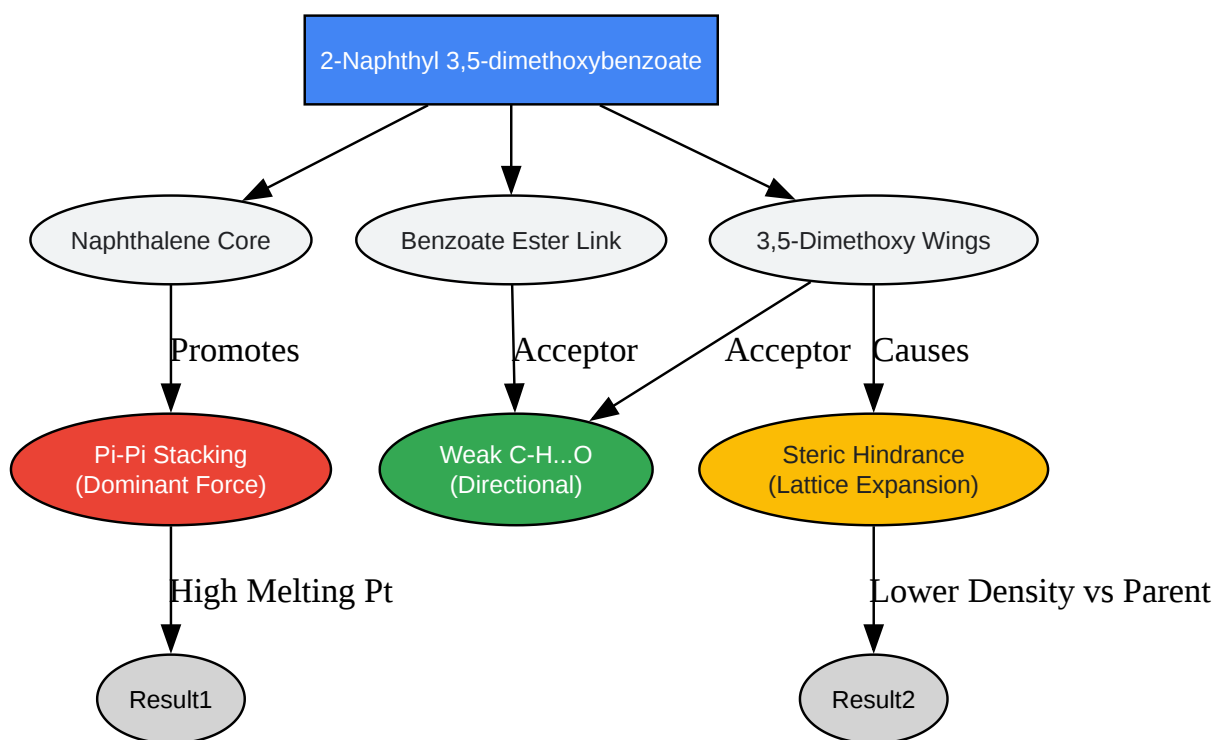 2-Naphthyl 3,5-dimethoxybenzoate
Naphthalene Core
Benzoate Ester Link
3,5-Dimethoxy Wings
Promotes
Acceptor
Acceptor
Causes
Pi-Pi Stacking
(Dominant Force)
Weak C-H...O
(Directional)
Steric Hindrance
(Lattice Expansion)
High Melting Pt
Lower Density vs Parent
Result1
Result2